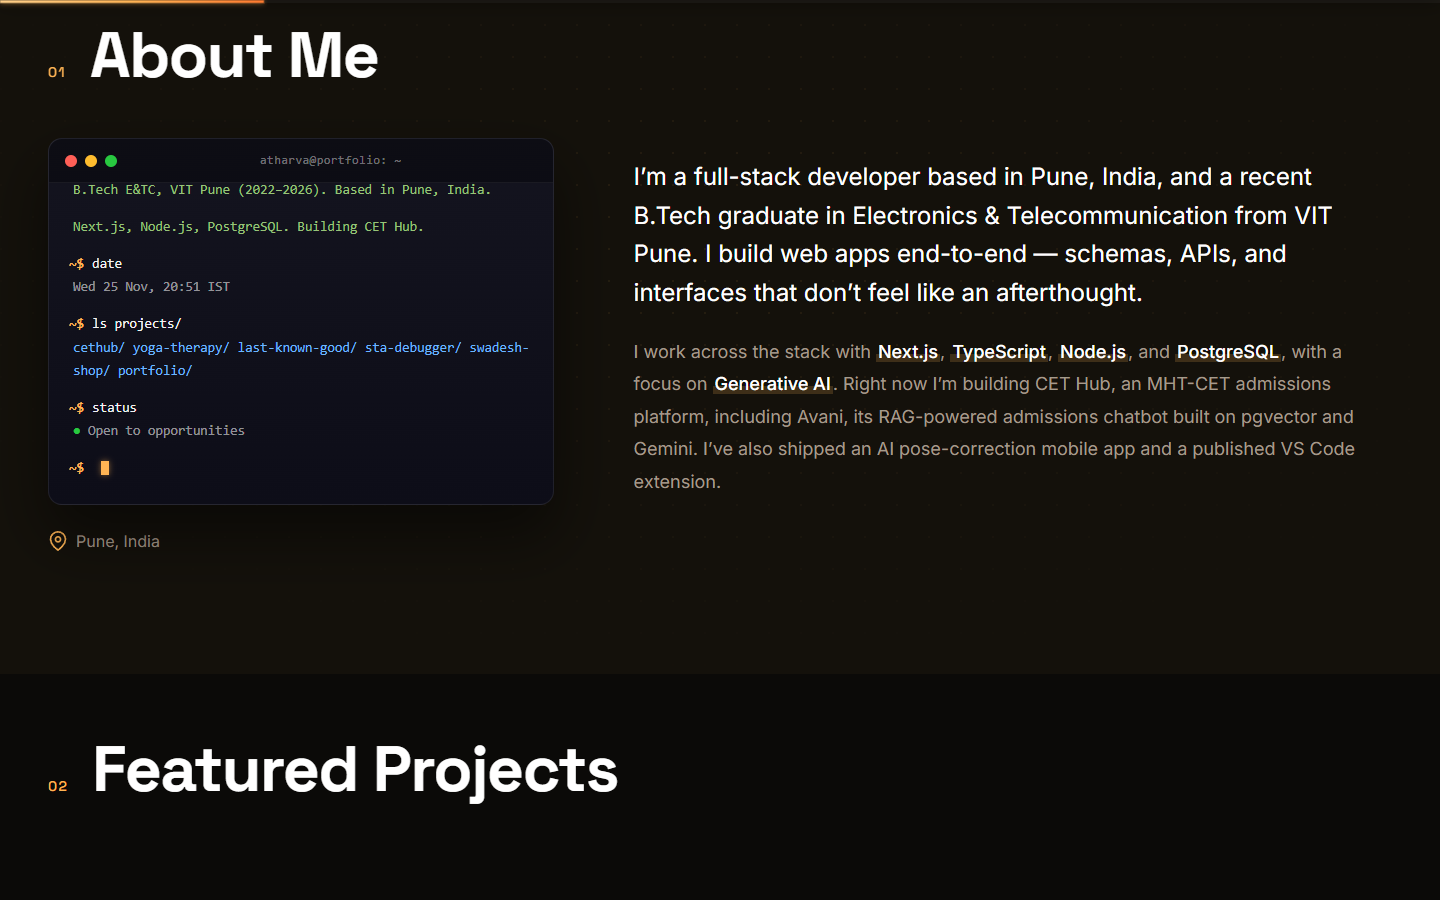 01 About Me
atharva@portfolio: ~
B.Tech E&TC, VIT Pune (2022–2026). Based in Pune, India.
Next.js, Node.js, PostgreSQL. Building CET Hub.
~$ date
Wed 25 Nov, 20:51 IST
~$ ls projects/
cethub/ yoga-therapy/ last-known-good/ sta-debugger/ swadesh-
shop/ portfolio/
~$ status
● Open to opportunities
~$
Pune, India
I’m a full-stack developer based in Pune, India, and a recent
B.Tech graduate in Electronics & Telecommunication from VIT
Pune. I build web apps end-to-end — schemas, APIs, and
interfaces that don’t feel like an afterthought.
I work across the stack with Next.js, TypeScript, Node.js, and PostgreSQL, with a
focus on Generative AI. Right now I’m building CET Hub, an MHT-CET admissions
platform, including Avani, its RAG-powered admissions chatbot built on pgvector and
Gemini. I’ve also shipped an AI pose-correction mobile app and a published VS Code
extension.
02 Featured Projects